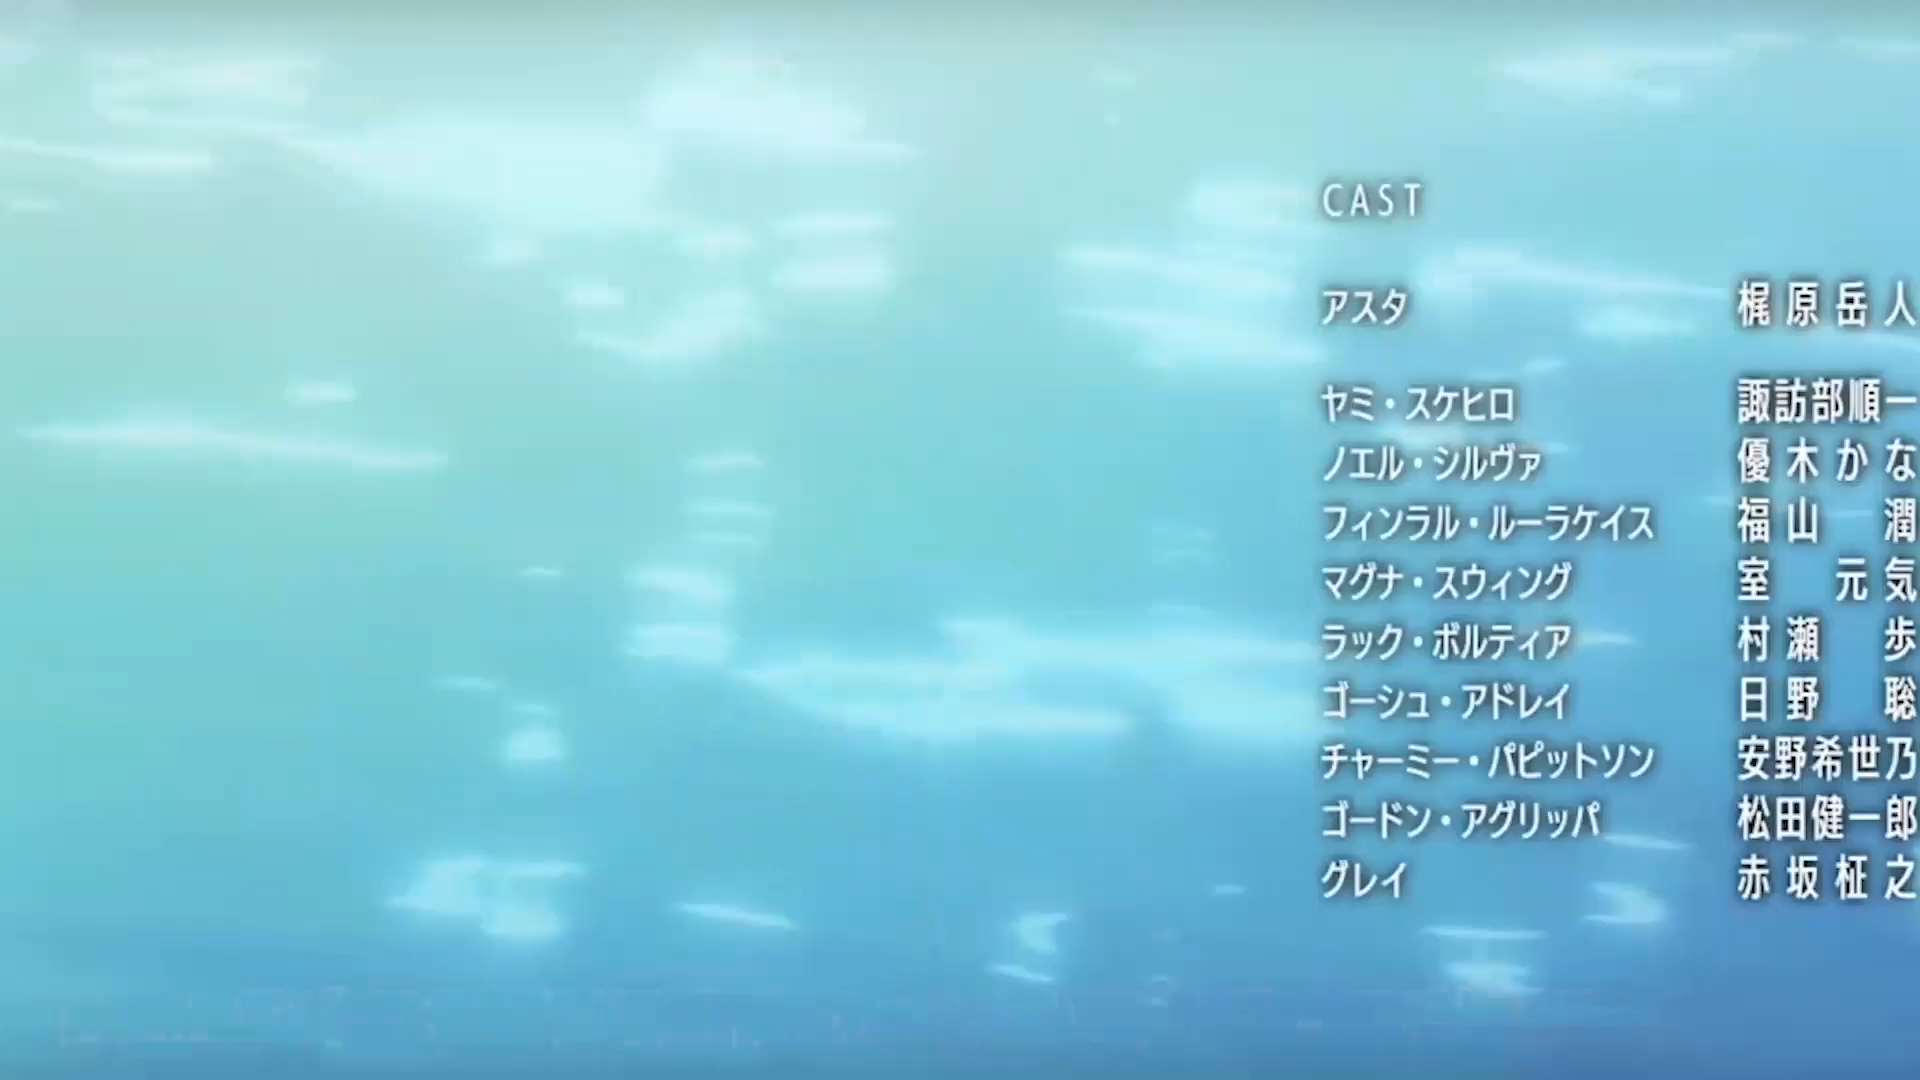 CAST
アスタ 梶原岳人
ヤミ・スケヒロ 諏訪部順一
ノエル・シルヴァ 優木かな
フィンラル・ルーラケイス 福山 潤
マグナ・スウィング 室 元気
ラック・ボルティア 村瀬 歩
ゴーシュ・アドレイ 日野 聡
チャーミー・パピットソン 安野希世乃
ゴードン・アグリッパ 松田健一郎
グレイ 赤坂柾之